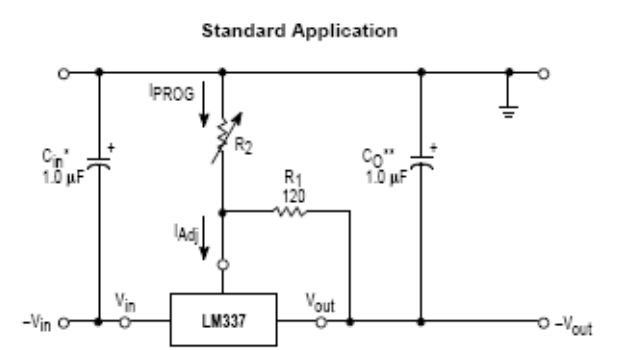 Standard Application
IPROG
R2
Cin*
+
1.0 µF
CO**
+
1.0 µF
R1
120
IAdj
Vin
Vout
–Vin
LM337
–Vout